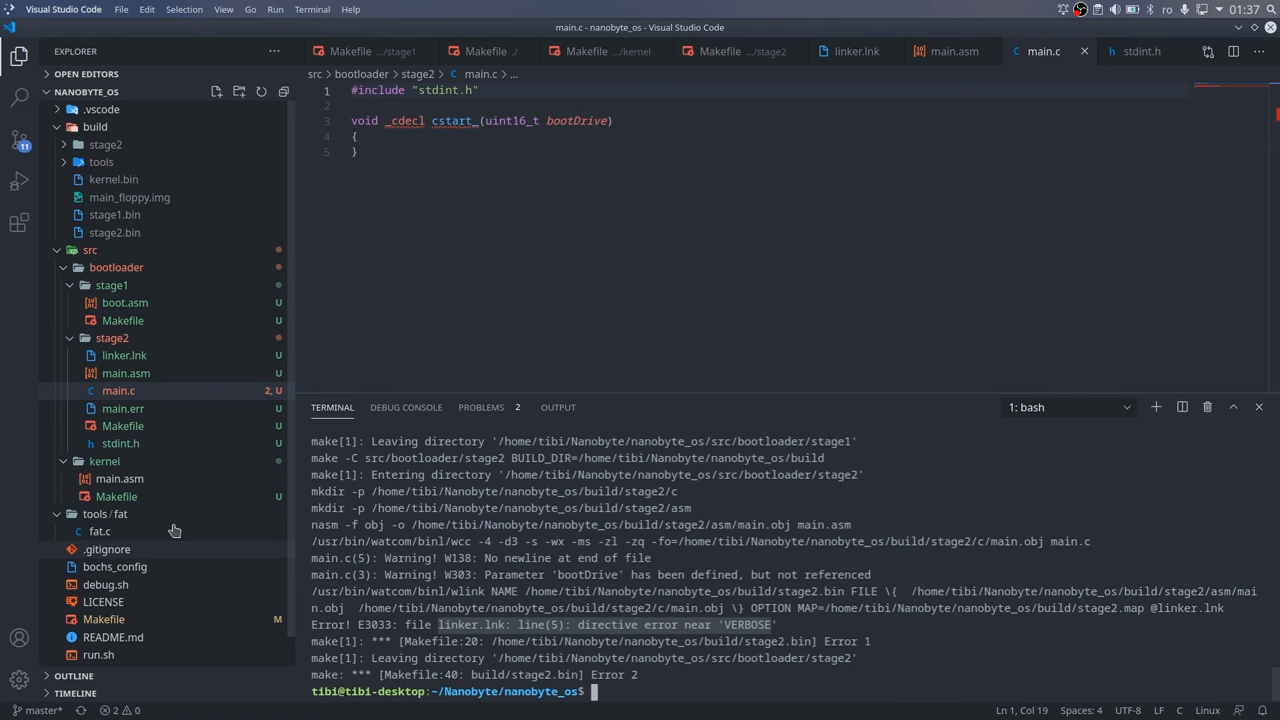 Visual Studio Code File Edit Selection View Go Run Terminal Help ro 01:37
main.c - nanobyte_os - Visual Studio Code
EXPLORER
Makefile .../stage1 Makefile ./ Makefile .../kernel Makefile .../stage2 linker.lnk main.asm main.c stdint.h
OPEN EDITORS
NANOBYTE_OS
.vscode
build
stage2
tools
kernel.bin
main_floppy.img
stage1.bin
stage2.bin
src
bootloader
stage1
boot.asm U
Makefile U
stage2
linker.lnk U
main.asm U
main.c 2, U
main.err U
Makefile U
stdint.h U
kernel
main.asm
Makefile U
tools / fat
fat.c
.gitignore
bochs_config
debug.sh
LICENSE
Makefile M
README.md
run.sh
OUTLINE
TIMELINE
11
src > bootloader > stage2 > C main.c > ...
1 #include "stdint.h"
2
3 void _cdecl cstart_(uint16_t bootDrive)
4 {
5 }
TERMINAL DEBUG CONSOLE PROBLEMS 2 OUTPUT 1: bash
make[1]: Leaving directory '/home/tibi/Nanobyte/nanobyte_os/src/bootloader/stage1'
make -C src/bootloader/stage2 BUILD_DIR=/home/tibi/Nanobyte/nanobyte_os/build
make[1]: Entering directory '/home/tibi/Nanobyte/nanobyte_os/src/bootloader/stage2'
mkdir -p /home/tibi/Nanobyte/nanobyte_os/build/stage2/c
mkdir -p /home/tibi/Nanobyte/nanobyte_os/build/stage2/asm
nasm -f obj -o /home/tibi/Nanobyte/nanobyte_os/build/stage2/asm/main.obj main.asm
/usr/bin/watcom/binl/wcc -4 -d3 -s -wx -ms -zl -zq -fo=/home/tibi/Nanobyte/nanobyte_os/build/stage2/c/main.obj main.c
main.c(5): Warning! W138: No newline at end of file
main.c(3): Warning! W303: Parameter 'bootDrive' has been defined, but not referenced
/usr/bin/watcom/binl/wlink NAME /home/tibi/Nanobyte/nanobyte_os/build/stage2.bin FILE \{ /home/tibi/Nanobyte/nanobyte_os/build/stage2/asm/mai
n.obj /home/tibi/Nanobyte/nanobyte_os/build/stage2/c/main.obj \} OPTION MAP=/home/tibi/Nanobyte/nanobyte_os/build/stage2.map @linker.lnk
Error! E3033: file linker.lnk: line(5): directive error near 'VERBOSE'
make[1]: *** [Makefile:20: /home/tibi/Nanobyte/nanobyte_os/build/stage2.bin] Error 1
make[1]: Leaving directory '/home/tibi/Nanobyte/nanobyte_os/src/bootloader/stage2'
make: *** [Makefile:40: build/stage2.bin] Error 2
tibi@tibi-desktop:~/Nanobyte/nanobyte_os$
master* 2 0 Ln 1, Col 19 Spaces: 4 UTF-8 LF C Linux